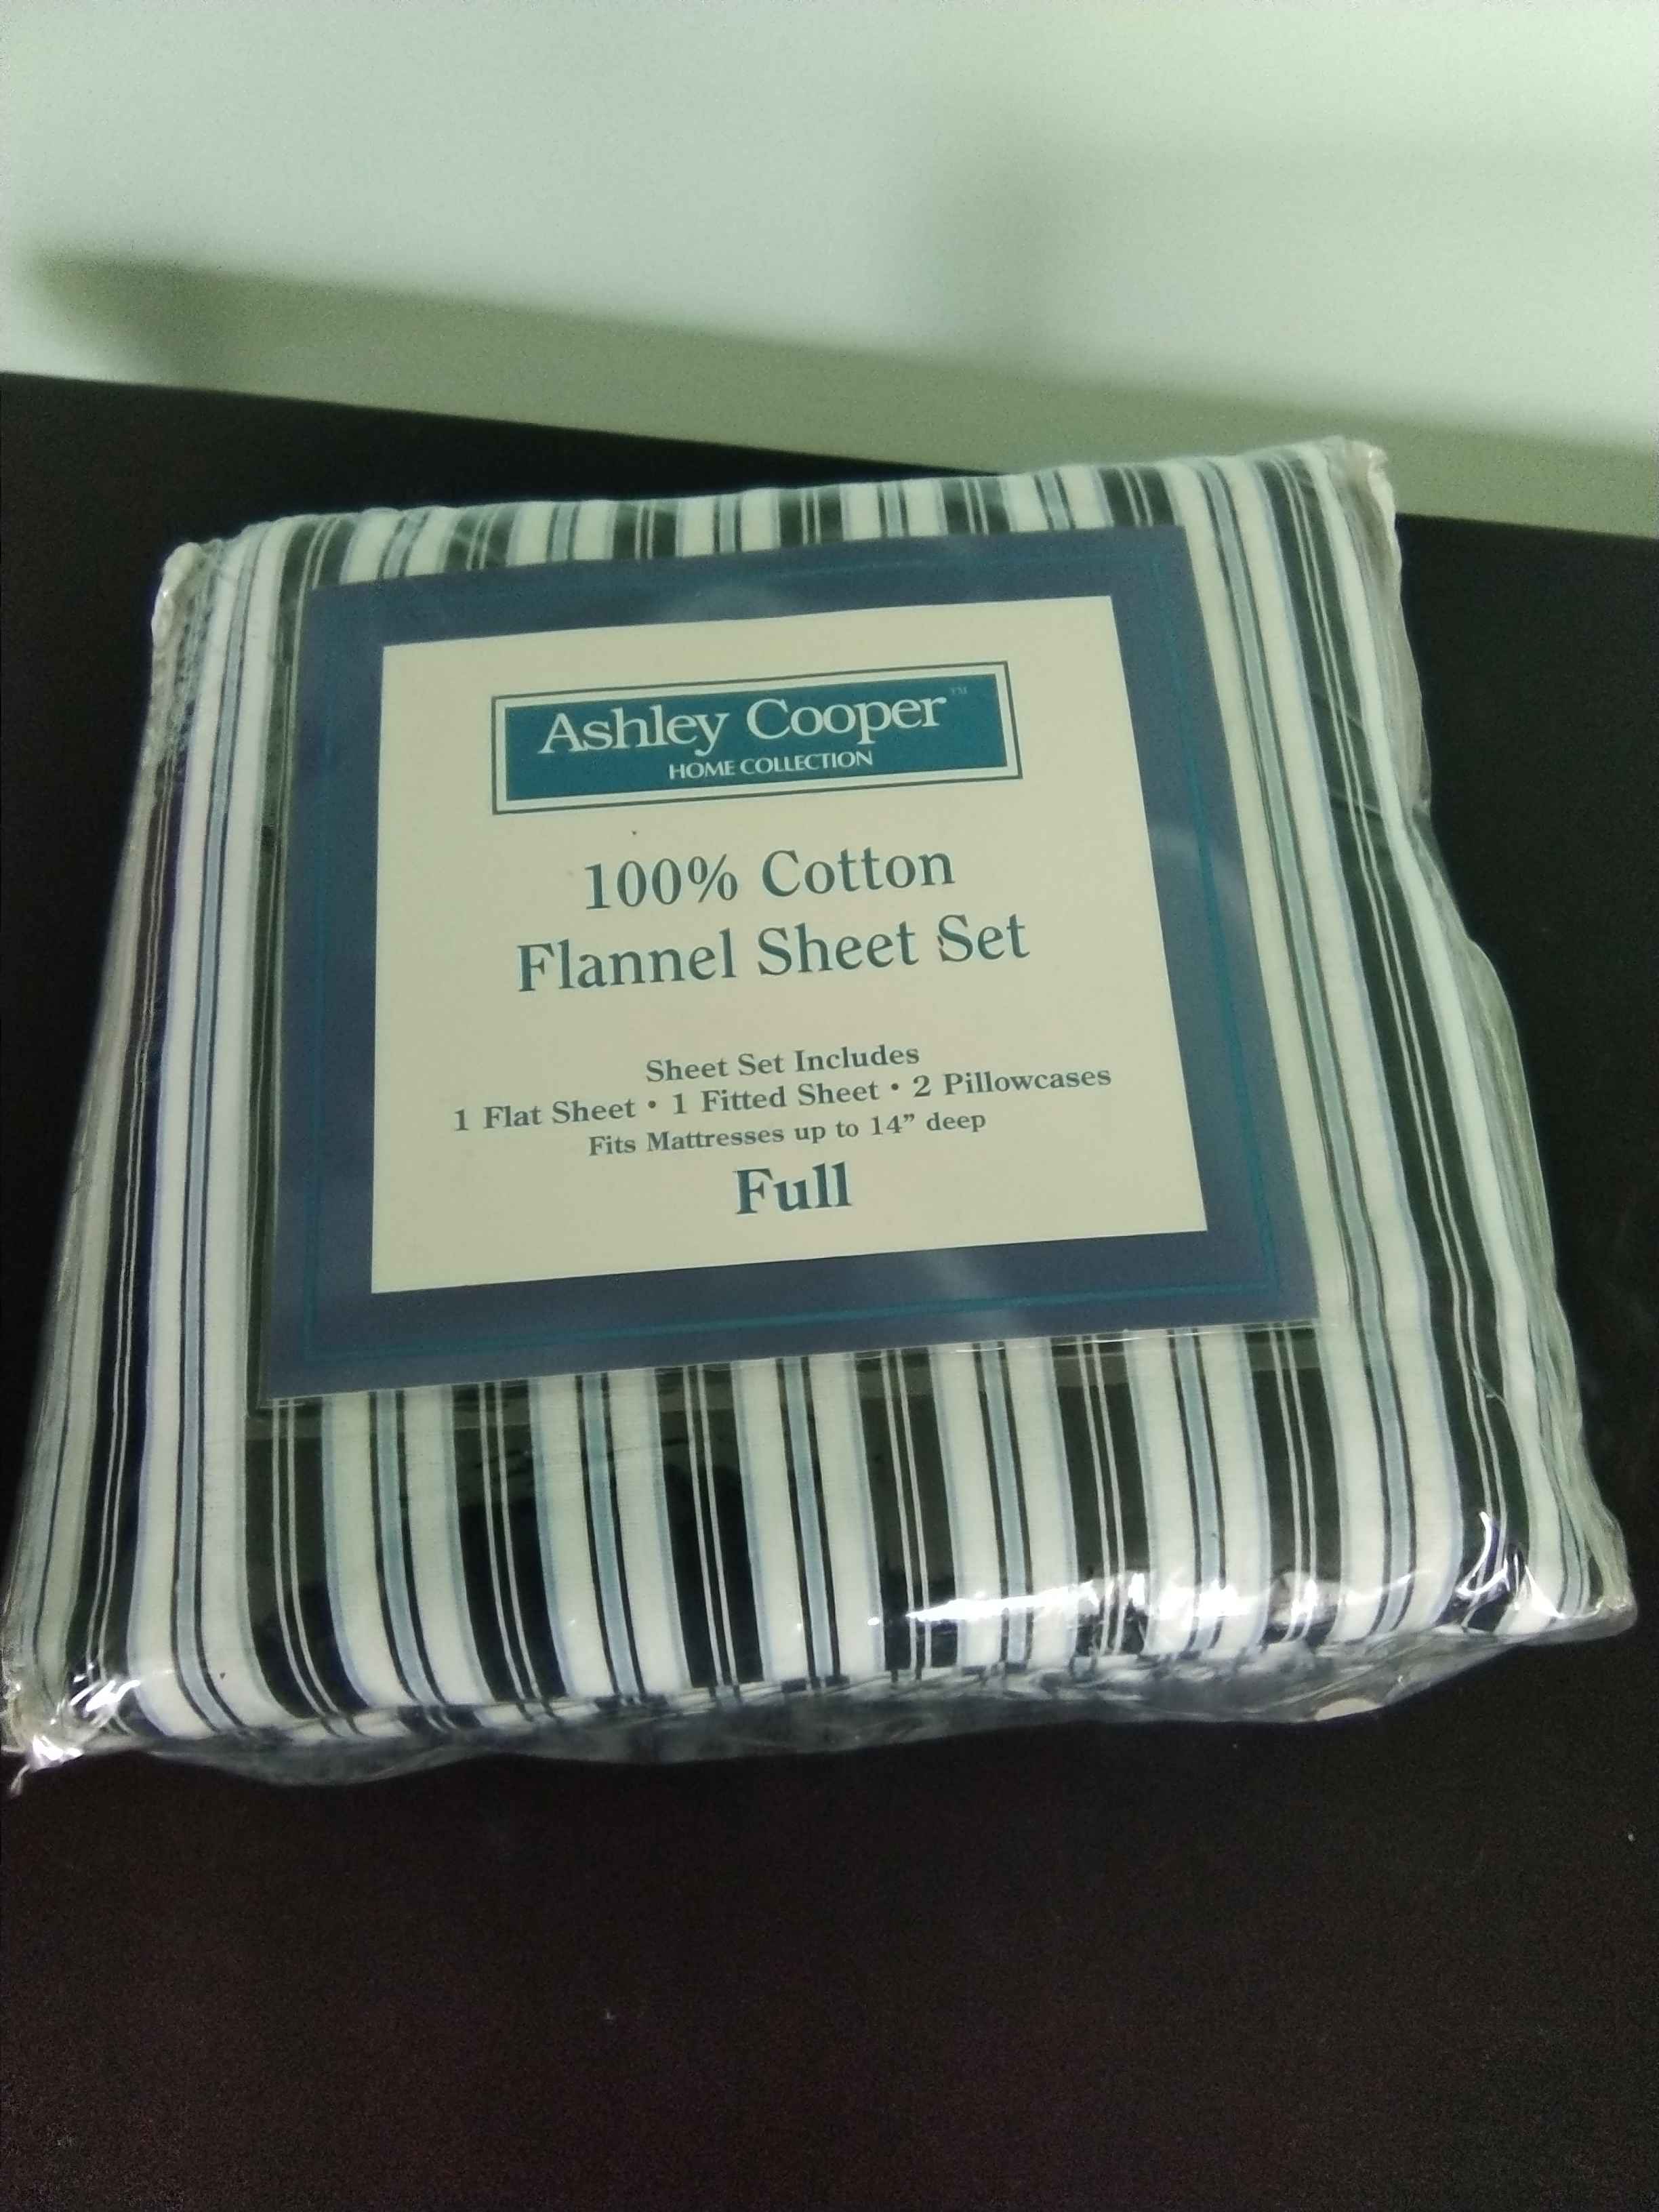 Ashley Cooper™
HOME COLLECTION
100% Cotton
Flannel Sheet Set
Sheet Set Includes
1 Flat Sheet • 1 Fitted Sheet • 2 Pillowcases
Fits Mattresses up to 14” deep
Full